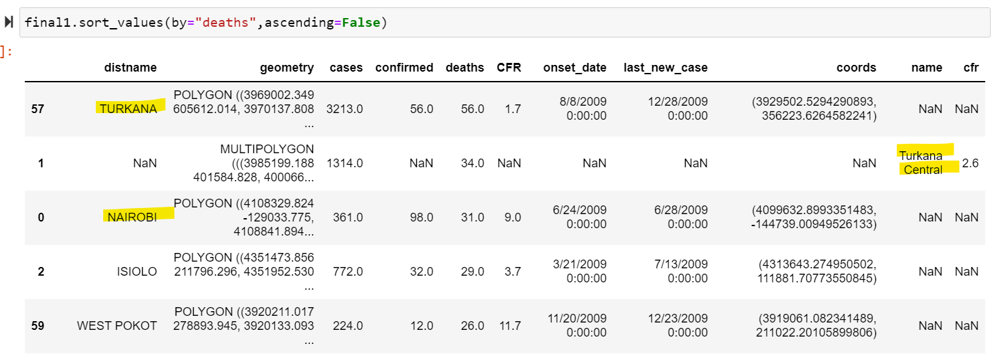 final1.sort_values(by="deaths",ascending=False)
]:
distname geometry cases confirmed deaths CFR onset_date last_new_case coords name cfr
57 TURKANA POLYGON ((3969002.349 605612.014, 3970137.808 ... 3213.0 56.0 56.0 1.7 8/8/2009 0:00:00 12/28/2009 0:00:00 (3929502.5294290893, 356223.6264582241) NaN NaN
1 NaN MULTIPOLYGON (((3985199.188 401584.828, 400066... 1314.0 NaN 34.0 NaN NaN NaN NaN Turkana Central 2.6
0 NAIROBI POLYGON ((4108329.824 -129033.775, 4108841.894... 361.0 98.0 31.0 9.0 6/24/2009 0:00:00 6/28/2009 0:00:00 (4099632.8993351483, -144739.00949526133) NaN NaN
2 ISIOLO POLYGON ((4351473.856 211796.296, 4351952.530 ... 772.0 32.0 29.0 3.7 3/21/2009 0:00:00 7/13/2009 0:00:00 (4313643.274950502, 111881.70773550845) NaN NaN
59 WEST POKOT POLYGON ((3920211.017 278893.945, 3920133.093 ... 224.0 12.0 26.0 11.7 11/20/2009 0:00:00 12/23/2009 0:00:00 (3919061.082341489, 211022.20105899806) NaN NaN